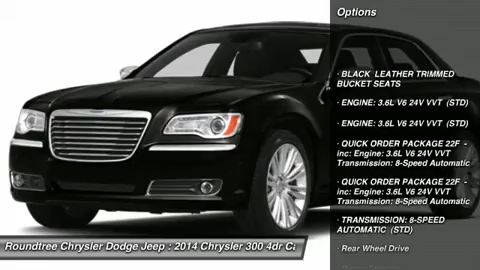 Options
· BLACK LEATHER TRIMMED
BUCKET SEATS
· ENGINE: 3.6L V6 24V VVT (STD)
· ENGINE: 3.6L V6 24V VVT (STD)
· QUICK ORDER PACKAGE 22F -
inc: Engine: 3.6L V6 24V VVT
Transmission: 8-Speed Automatic
· QUICK ORDER PACKAGE 22F -
inc: Engine: 3.6L V6 24V VVT
Transmission: 8-Speed Automatic
· TRANSMISSION: 8-SPEED
AUTOMATIC (STD)
· Rear Wheel Drive
Roundtree Chrysler Dodge Jeep : 2014 Chrysler 300 4dr